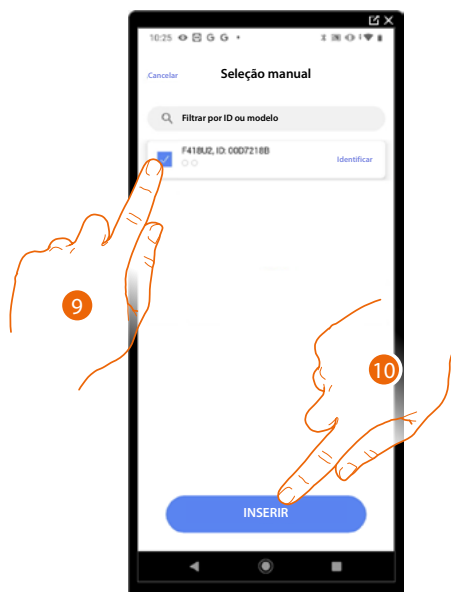 10:25 G G
Cancelar Seleção manual
Filtrar por ID ou modelo
F418U2, ID: 00D7218B
Identificar
9
10
INSERIR